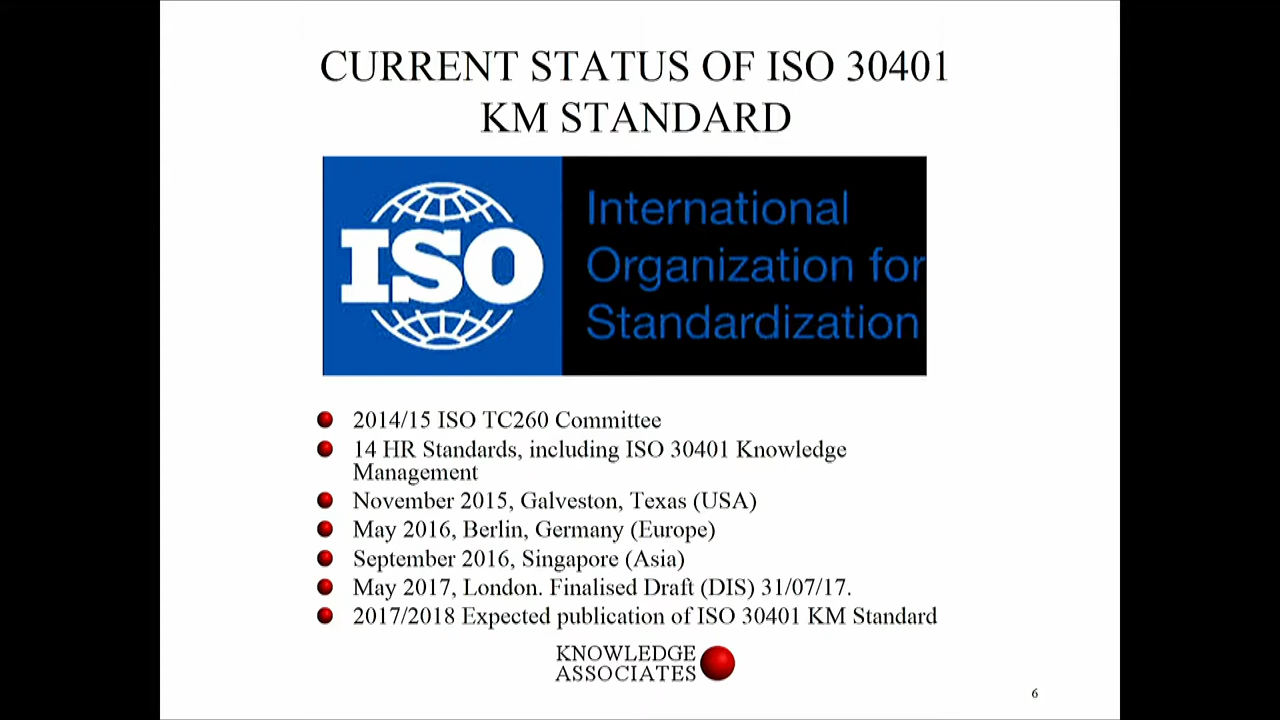 CURRENT STATUS OF ISO 30401
KM STANDARD
ISO
International
Organization for
Standardization
2014/15 ISO TC260 Committee
14 HR Standards, including ISO 30401 Knowledge
Management
November 2015, Galveston, Texas (USA)
May 2016, Berlin, Germany (Europe)
September 2016, Singapore (Asia)
May 2017, London. Finalised Draft (DIS) 31/07/17.
2017/2018 Expected publication of ISO 30401 KM Standard
KNOWLEDGE
ASSOCIATES
6